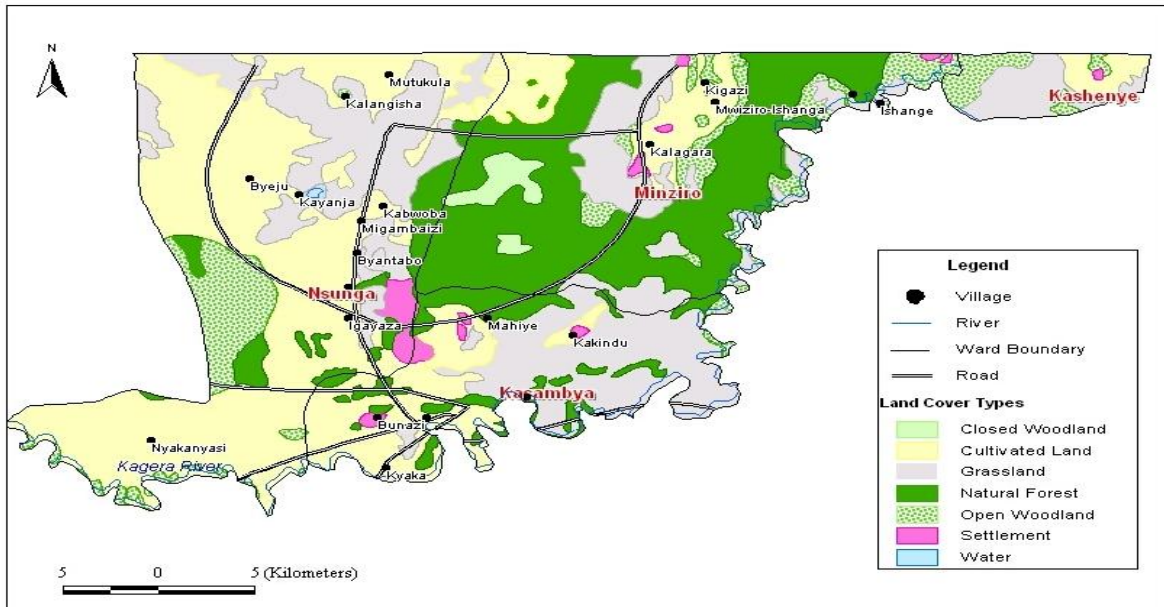 N
Mutukula
Kalangisha
Kigazi
Mwiziro-Ishanga
Ishange
Kashenye
Kalagara
Minziro
Byeju
Kayanja
Kabwoba
Migambaizi
Byantabo
Nsunga
Igayaza
Mahiye
Kakindu
Kasambya
Bunazi
Nyakanyasi
Kagera River
Kyaka
Legend
Village
River
Ward Boundary
Road
Land Cover Types
Closed Woodland
Cultivated Land
Grassland
Natural Forest
Open Woodland
Settlement
Water
5 0 5 (Kilometers)